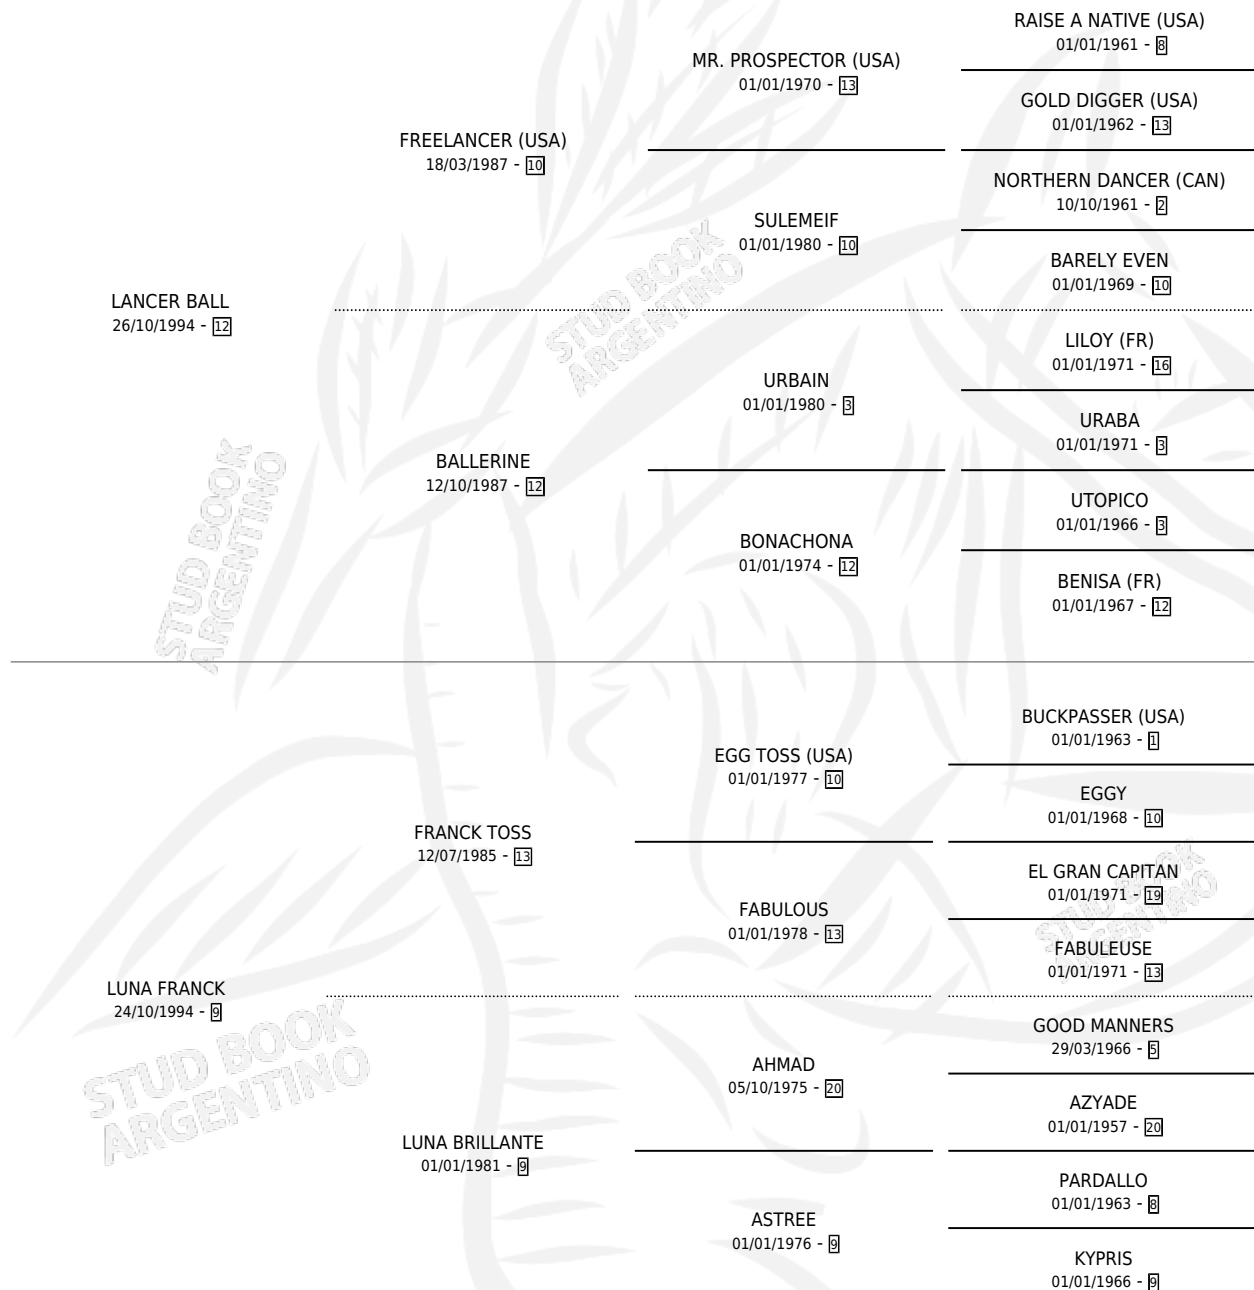 RAISE A NATIVE (USA)
01/01/1961 - 8
MR. PROSPECTOR (USA)
01/01/1970 - 13
GOLD DIGGER (USA)
01/01/1962 - 13
FREELANCER (USA)
18/03/1987 - 10
NORTHERN DANCER (CAN)
10/10/1961 - 2
SULEMEIF
01/01/1980 - 10
BARELY EVEN
01/01/1969 - 10
LANCER BALL
26/10/1994 - 12
LILOY (FR)
01/01/1971 - 16
URBAIN
01/01/1980 - 3
URABA
01/01/1971 - 3
BALLERINE
12/10/1987 - 12
UTOPICO
01/01/1966 - 3
BONACHONA
01/01/1974 - 12
BENISA (FR)
01/01/1967 - 12
STUD BOOK
ARGENTINO
STUD BOOK
ARGENTINO
BUCKPASSER (USA)
01/01/1963 - 1
EGG TOSS (USA)
01/01/1977 - 10
EGGY
01/01/1968 - 10
FRANCK TOSS
12/07/1985 - 13
EL GRAN CAPITAN
01/01/1971 - 19
FABULOUS
01/01/1978 - 13
FABULEUSE
01/01/1971 - 13
STUD BOOK
ARGENTINO
LUNA FRANCK
24/10/1994 - 9
GOOD MANNERS
29/03/1966 - 5
AHMAD
05/10/1975 - 20
AZYADE
01/01/1957 - 20
LUNA BRILLANTE
01/01/1981 - 9
PARDALLO
01/01/1963 - 8
ASTREE
01/01/1976 - 9
KYPRIS
01/01/1966 - 9
STUD BOOK
ARGENTINO